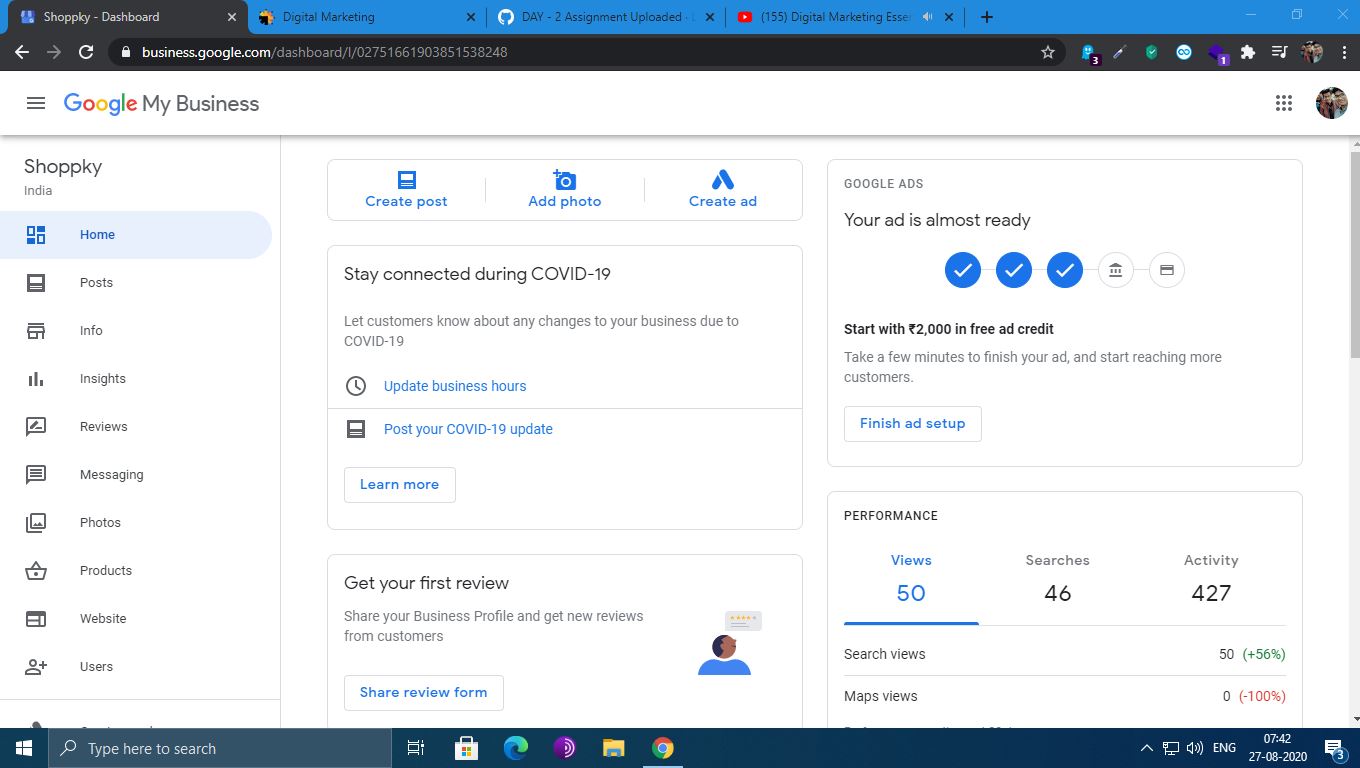 Shoppky - Dashboard
Digital Marketing
DAY - 2 Assignment Uploaded ·
(155) Digital Marketing Esse
business.google.com/dashboard/l/02751661903851538248
3
1
Google My Business
Shoppky
India
Home
Posts
Info
Insights
Reviews
Messaging
Photos
Products
Website
Users
Create post
Add photo
Create ad
Stay connected during COVID-19
Let customers know about any changes to your business due to
COVID-19
Update business hours
Post your COVID-19 update
Learn more
Get your first review
Share your Business Profile and get new reviews
from customers
Share review form
GOOGLE ADS
Your ad is almost ready
Start with ₹2,000 in free ad credit
Take a few minutes to finish your ad, and start reaching more
customers.
Finish ad setup
PERFORMANCE
Views
Searches
Activity
50
46
427
Search views 50 (+56%)
Maps views 0 (-100%)
Type here to search
ENG
07:42
27-08-2020
3